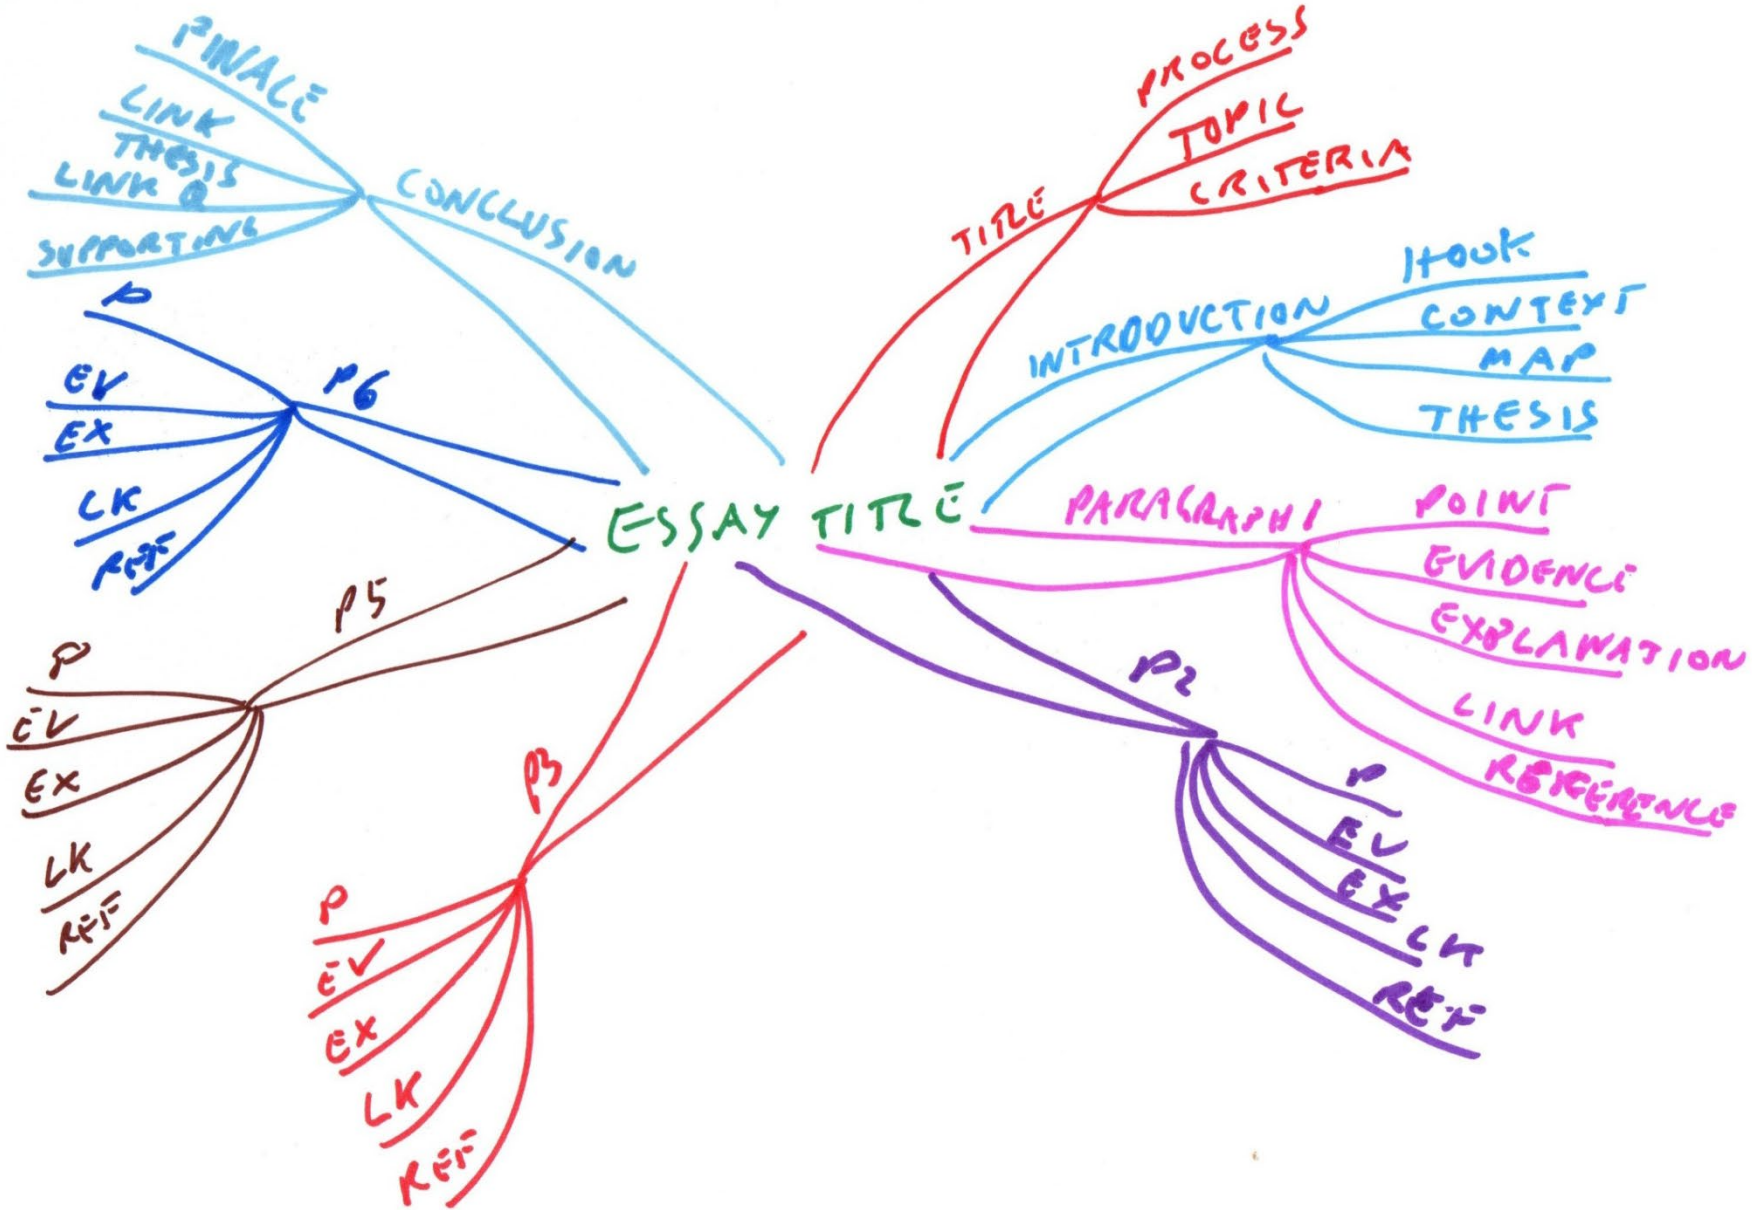 ESSAY TITLE
TITLE
PROCESS
TOPIC
CRITERIA
INTRODUCTION
HOOK
CONTEXT
MAP
THESIS
PARAGRAPH 1
POINT
EVIDENCE
EXPLANATION
LINK
REFERENCE
P2
P
EV
EX
LK
REF
P3
P
EV
EX
LK
REF
P5
P
EV
EX
LK
REF
P6
P
EV
EX
LK
REF
CONCLUSION
FINALE
LINK
THESIS
LINK Q
SUPPORTING